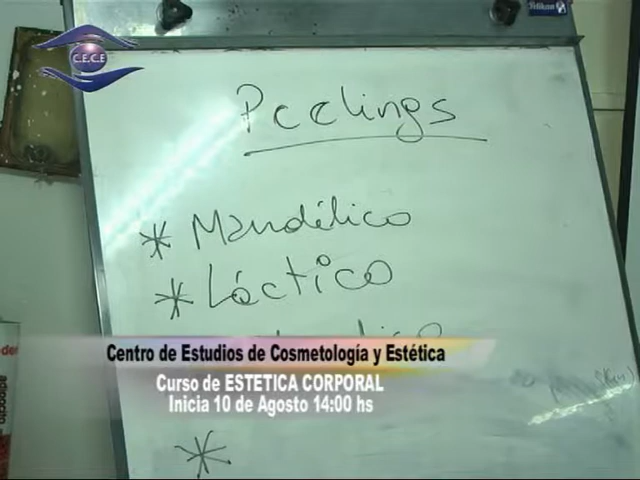 C.E.C.E
Pelikan
Peelings
* Mandélico
* Láctico
Centro de Estudios de Cosmetología y Estética
Curso de ESTETICA CORPORAL
Inicia 10 de Agosto 14:00 hs
*